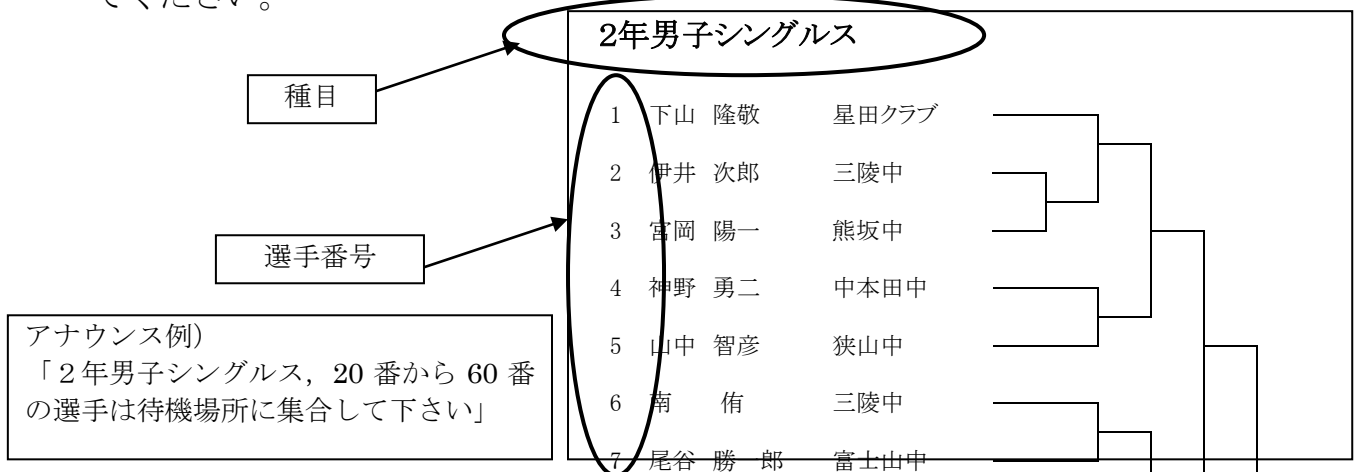 てください。
2年男子シングルス
種目
選手番号
アナウンス例)
「２年男子シングルス，20 番から 60 番
の選手は待機場所に集合して下さい」
1 下山 隆敬 星田クラブ
2 伊井 次郎 三陵中
3 宮岡 陽一 熊坂中
4 神野 勇二 中本田中
5 山中 智彦 狭山中
6 南 侑 三陵中
7 尾谷 勝一郎 富士山中